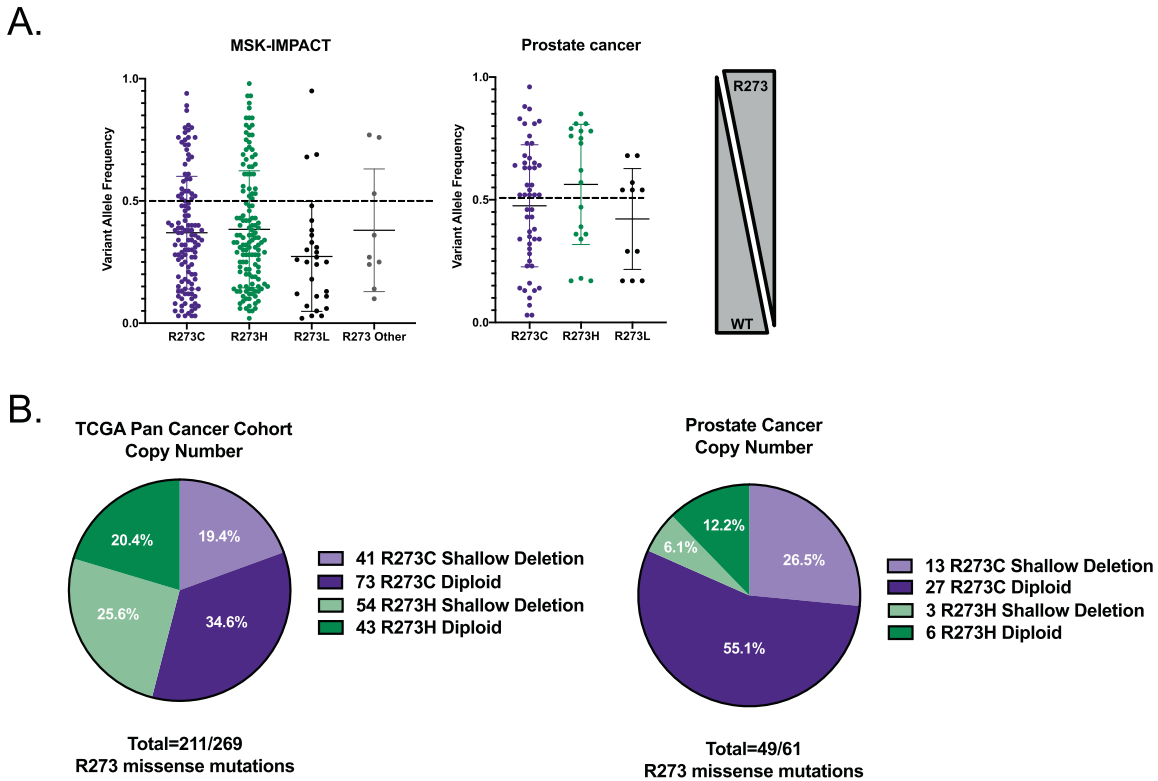 A.
MSK-IMPACT
Variant Allele Frequency
1.0
0.5
0.0
R273C R273H R273L R273 Other
Prostate cancer
Variant Allele Frequency
1.0
0.5
0.0
R273C R273H R273L
R273
WT
B.
TCGA Pan Cancer Cohort
Copy Number
20.4%
19.4%
25.6%
34.6%
41 R273C Shallow Deletion
73 R273C Diploid
54 R273H Shallow Deletion
43 R273H Diploid
Total=211/269
R273 missense mutations
Prostate Cancer
Copy Number
12.2%
6.1%
26.5%
55.1%
13 R273C Shallow Deletion
27 R273C Diploid
3 R273H Shallow Deletion
6 R273H Diploid
Total=49/61
R273 missense mutations